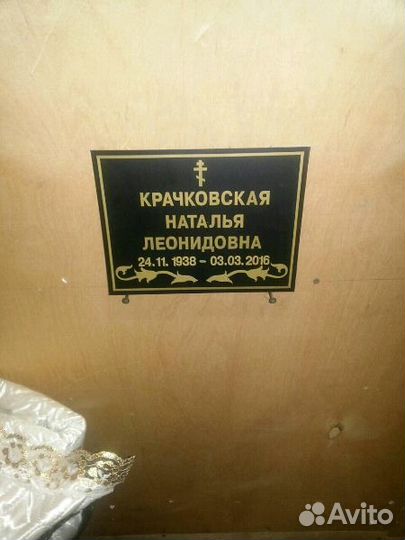 КРАЧКОВСКАЯ
НАТАЛЬЯ
ЛЕОНИДОВНА
24.11.1938 – 03.03.2016
Avito